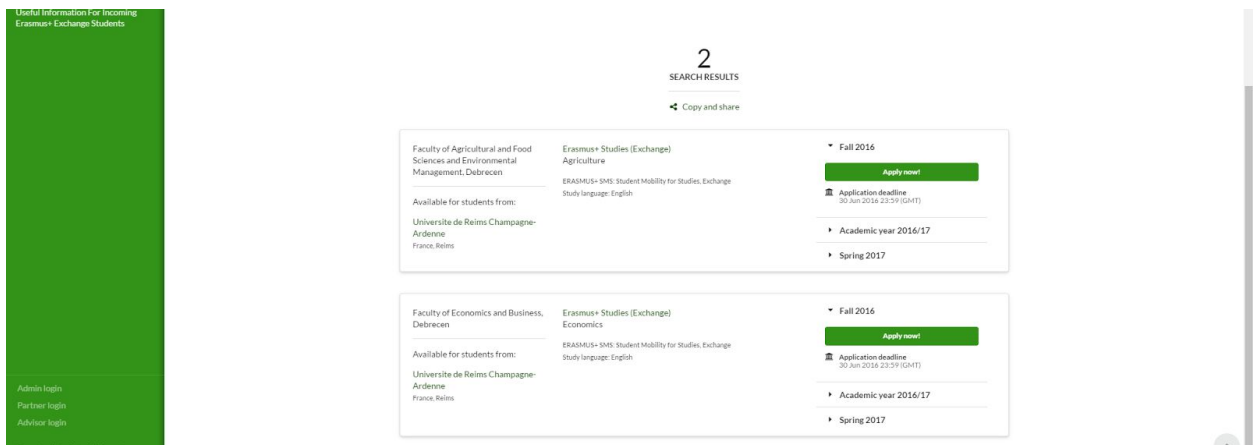 Useful Information For Incoming
Erasmus+ Exchange Students
Admin login
Partner login
Advisor login
2
SEARCH RESULTS
Copy and share
Faculty of Agricultural and Food
Sciences and Environmental
Management, Debrecen
Available for students from:
Universite de Reims Champagne-
Ardenne
France, Reims
Erasmus+ Studies (Exchange)
Agriculture
ERASMUS+ SMS: Student Mobility for Studies, Exchange
Study language: English
Fall 2016
Apply now!
Application deadline
30 Jun 2016 23:59 (GMT)
Academic year 2016/17
Spring 2017
Faculty of Economics and Business,
Debrecen
Available for students from:
Universite de Reims Champagne-
Ardenne
France, Reims
Erasmus+ Studies (Exchange)
Economics
ERASMUS+ SMS: Student Mobility for Studies, Exchange
Study language: English
Fall 2016
Apply now!
Application deadline
30 Jun 2016 23:59 (GMT)
Academic year 2016/17
Spring 2017